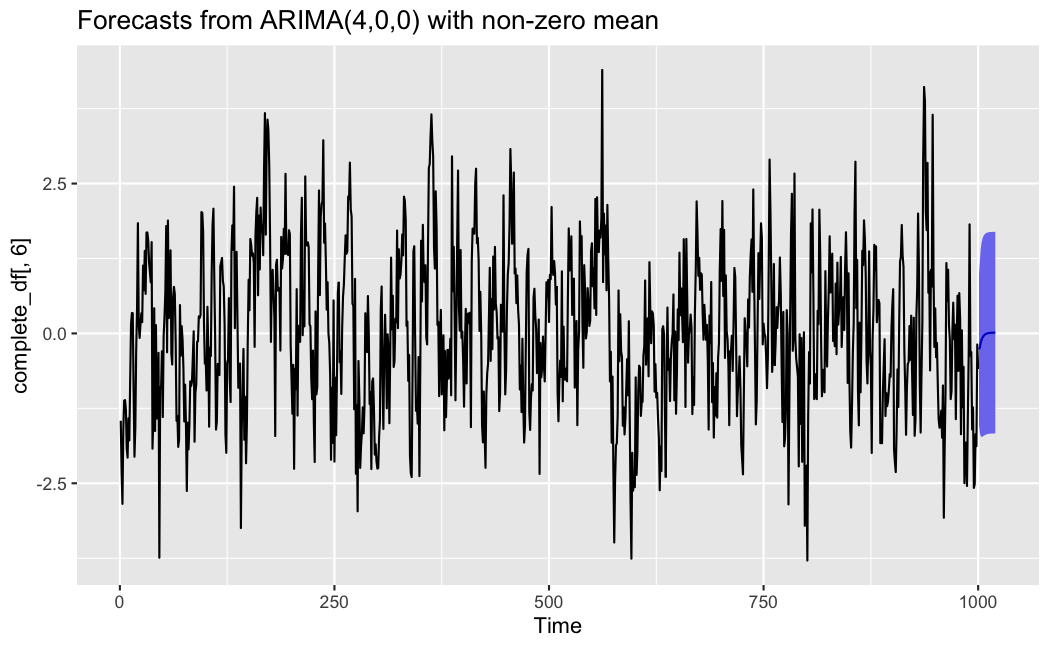 Forecasts from ARIMA(4,0,0) with non-zero mean
complete_df[, 6]
2.5
0.0
-2.5
0 250 500 750 1000
Time